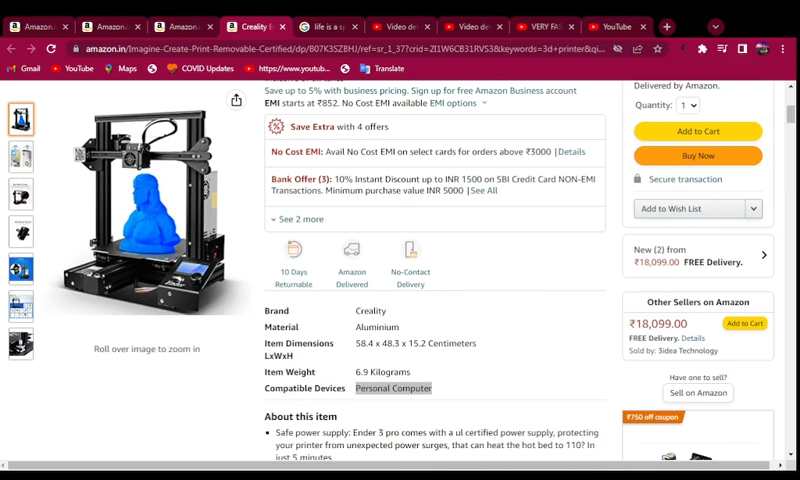 Amazon.
Amazon.
Amazon.
Creality E
life is a sp
Video de
Video de
VERY FAS
YouTube
amazon.in/Imagine-Create-Print-Removable-Certified/dp/B07K3SZBHJ/ref=sr_1_37?crid=2I1W6CB31RVS3&keywords=3d+printer&qi...
Gmail
YouTube
Maps
COVID Updates
https://www.youtub...
Translate
Save up to 5% with business pricing. Sign up for free Amazon Business account
EMI starts at ₹852. No Cost EMI available EMI options
Save Extra with 4 offers
No Cost EMI: Avail No Cost EMI on select cards for orders above ₹3000 | Details
Bank Offer (3): 10% Instant Discount up to INR 1500 on SBI Credit Card NON-EMI
Transactions. Minimum purchase value INR 5000 | See All
See 2 more
10 Days
Returnable
Amazon
Delivered
No-Contact
Delivery
Brand Creality
Material Aluminium
Item Dimensions 58.4 x 48.3 x 15.2 Centimeters
LxWxH
Item Weight 6.9 Kilograms
Compatible Devices Personal Computer
About this item
Safe power supply: Ender 3 pro comes with a ul certified power supply, protecting
your printer from unexpected power surges, that can heat the hot bed to 110? In
just 5 minutes
Roll over image to zoom in
Delivered by Amazon.
Quantity: 1
Add to Cart
Buy Now
Secure transaction
Add to Wish List
New (2) from
₹18,099.00 FREE Delivery.
Other Sellers on Amazon
₹18,099.00 Add to Cart
FREE Delivery. Details
Sold by: 3idea Technology
Have one to sell?
Sell on Amazon
₹750 off coupon